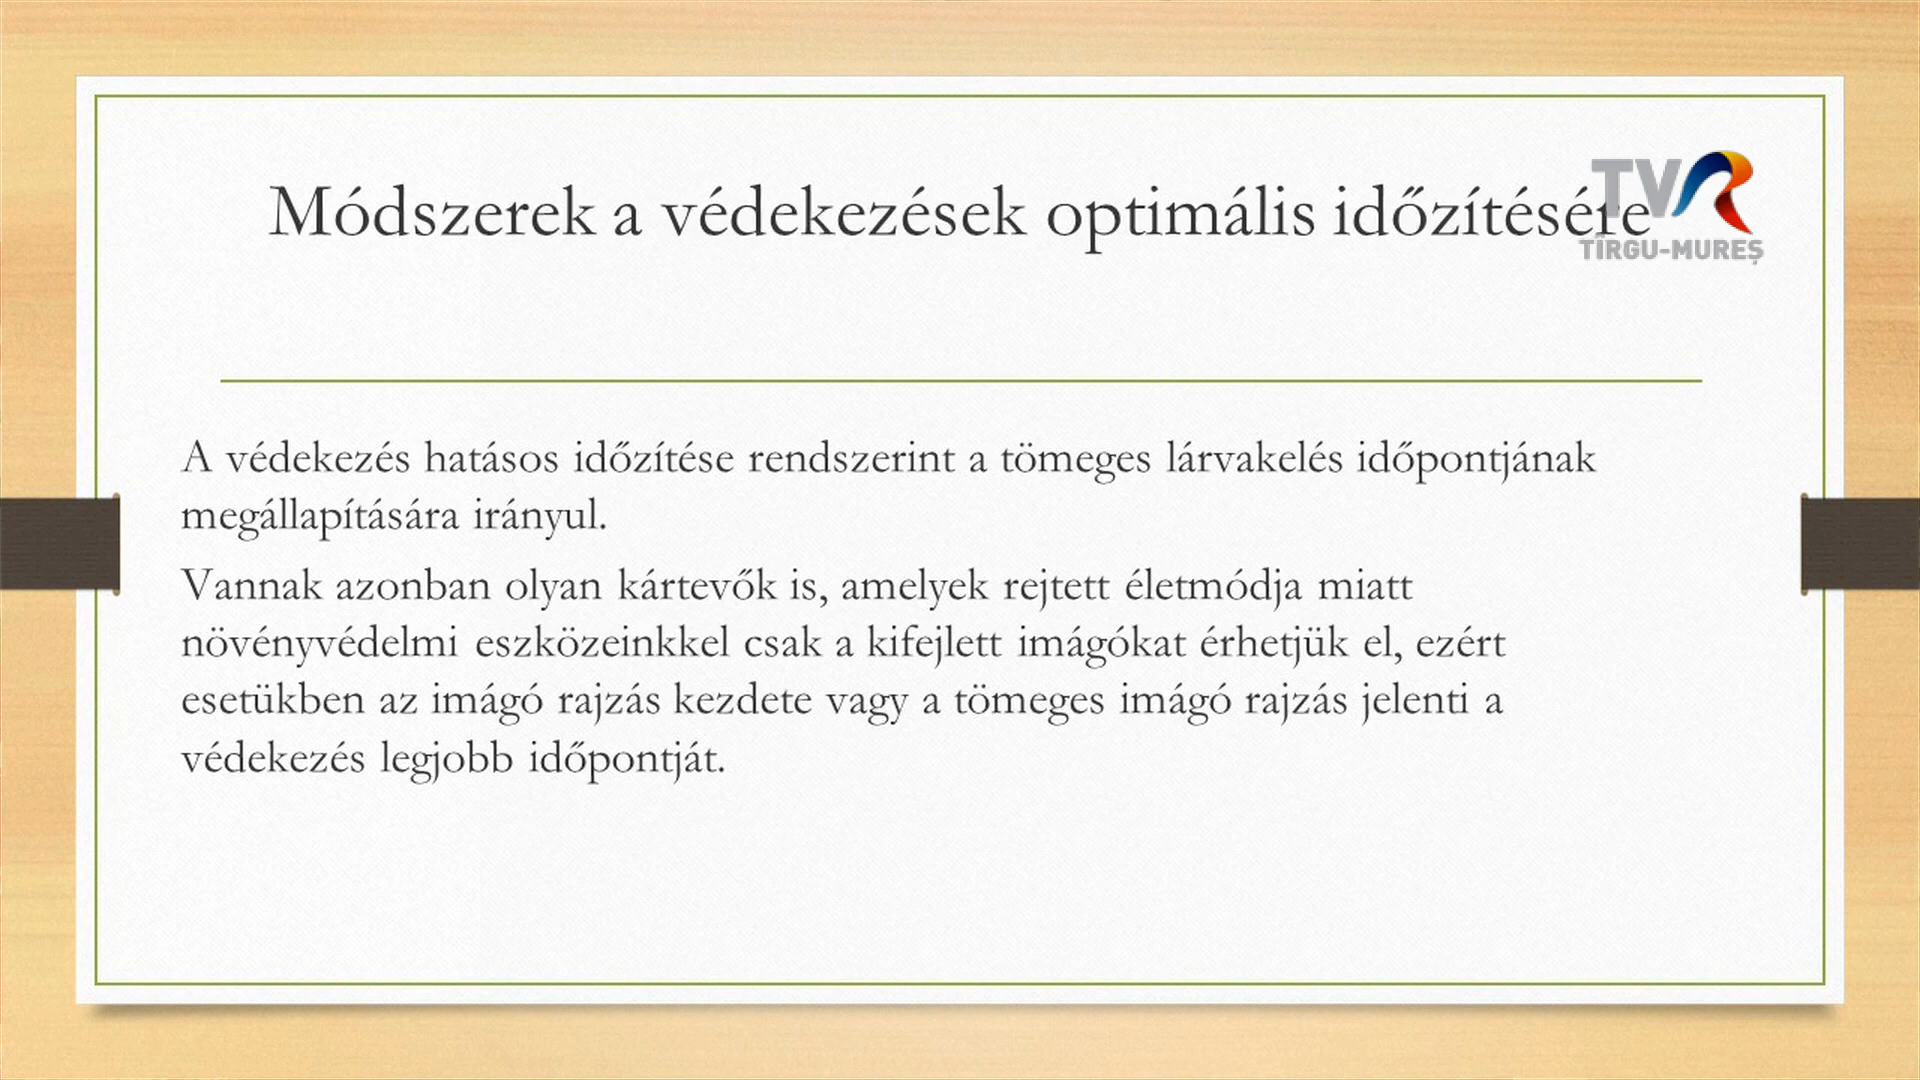 Módszerek a védekezések optimális időzítésére
TVR
TÎRGU-MUREȘ
A védekezés hatásos időzítése rendszerint a tömeges lárvakelés időpontjának
megállapítására irányul.
Vannak azonban olyan kártevők is, amelyek rejtett életmódja miatt
növényvédelmi eszközeinkkel csak a kifejlett imágókat érhetjük el, ezért
esetükben az imágó rajzás kezdete vagy a tömeges imágó rajzás jelenti a
védekezés legjobb időpontját.